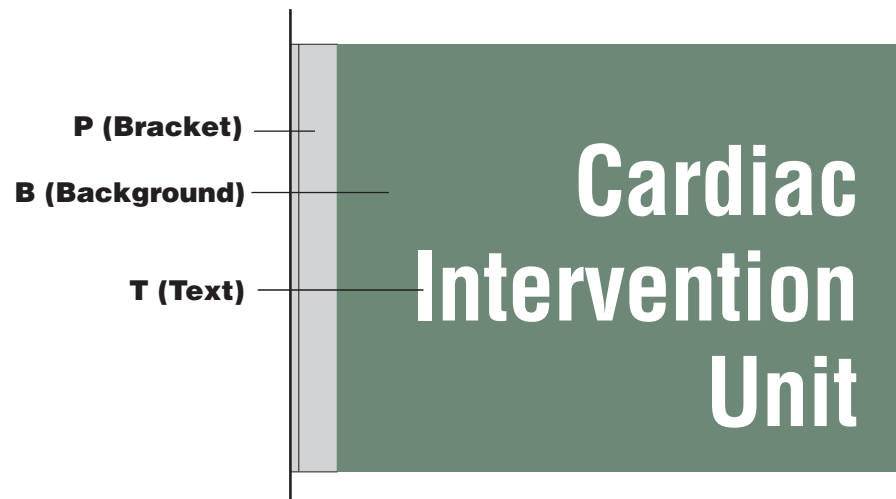 P (Bracket)
B (Background)
T (Text)
Cardiac
Intervention
Unit